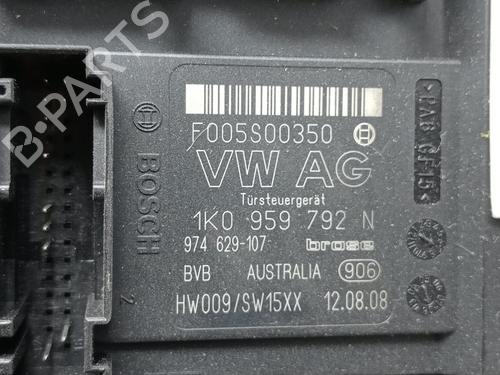 F005S00350
VW AG
Türsteuergerät
1K0 959 792 N
974 629-107 brose
BVB AUSTRALIA 906
HW009/SW15XX 12.08.08
BOSCH
2
B-PARTS